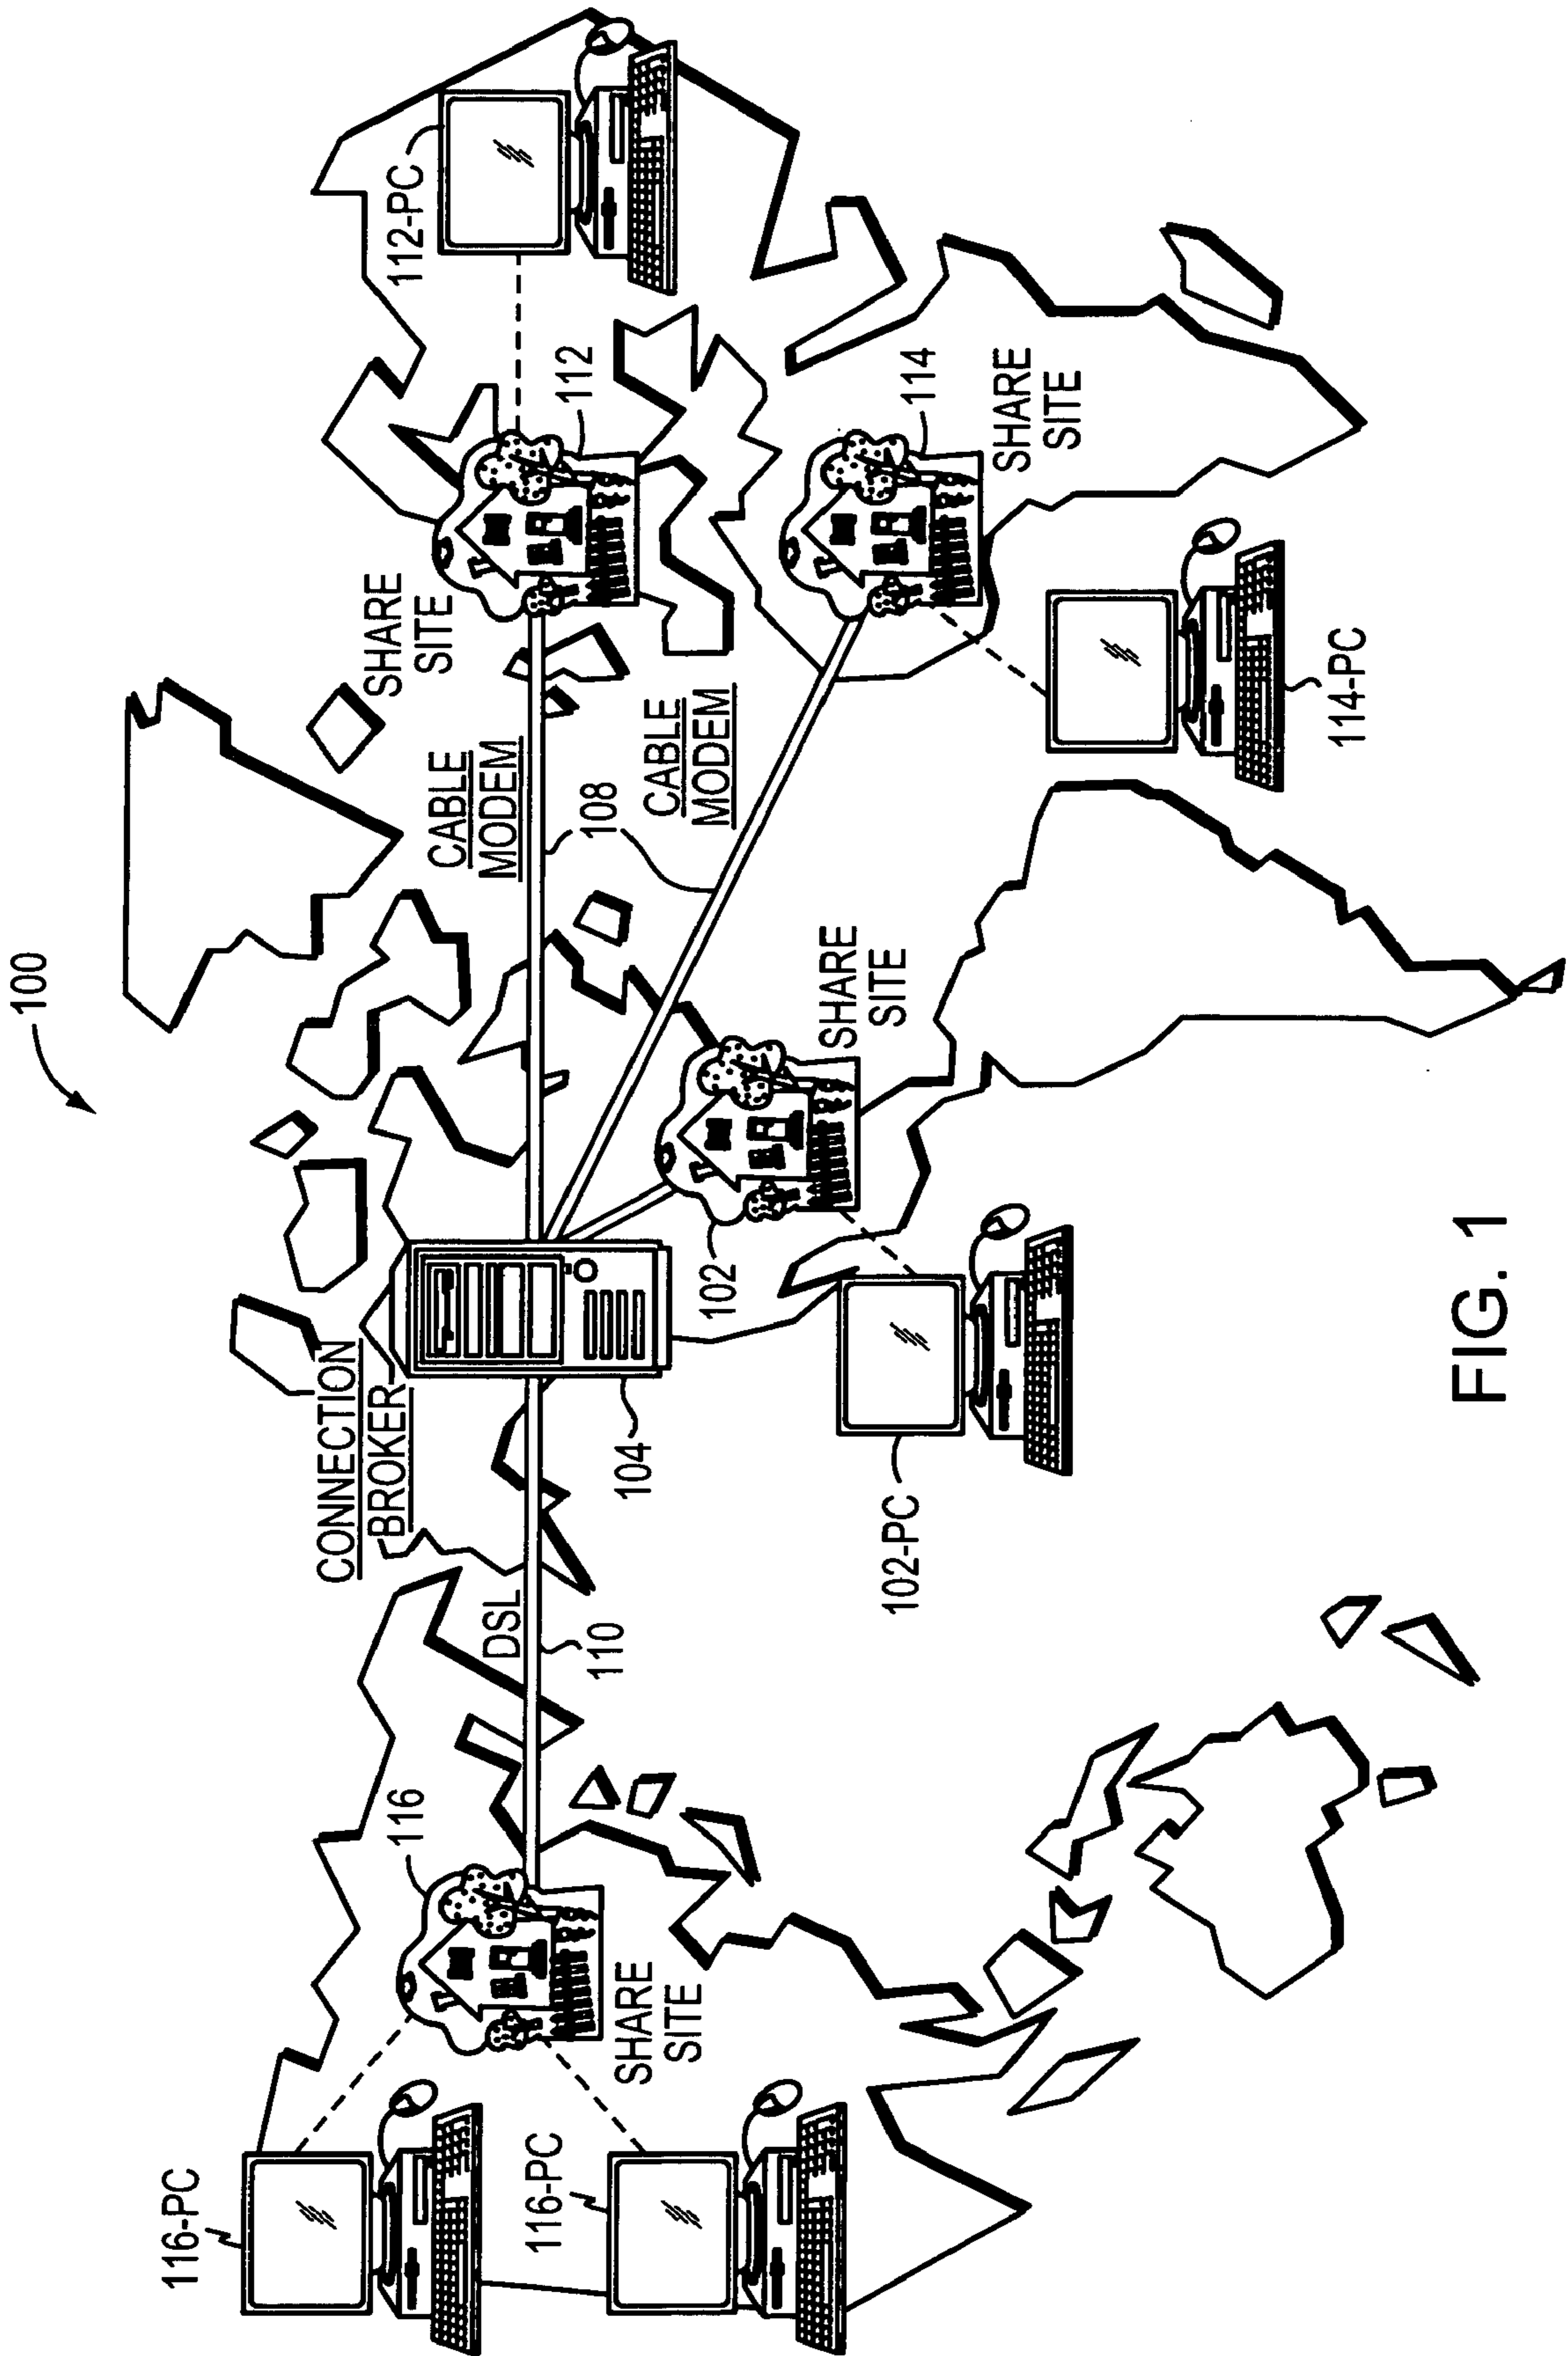 100
112-PC
SHARE
SITE
112
CABLE
MODEM
108
CABLE
MODEM
114
SHARE
SITE
114-PC
SHARE
SITE
102
102-PC
CONNECTION
BROKER
104
DSL
110
116
SHARE
SITE
116-PC
116-PC
FIG. 1